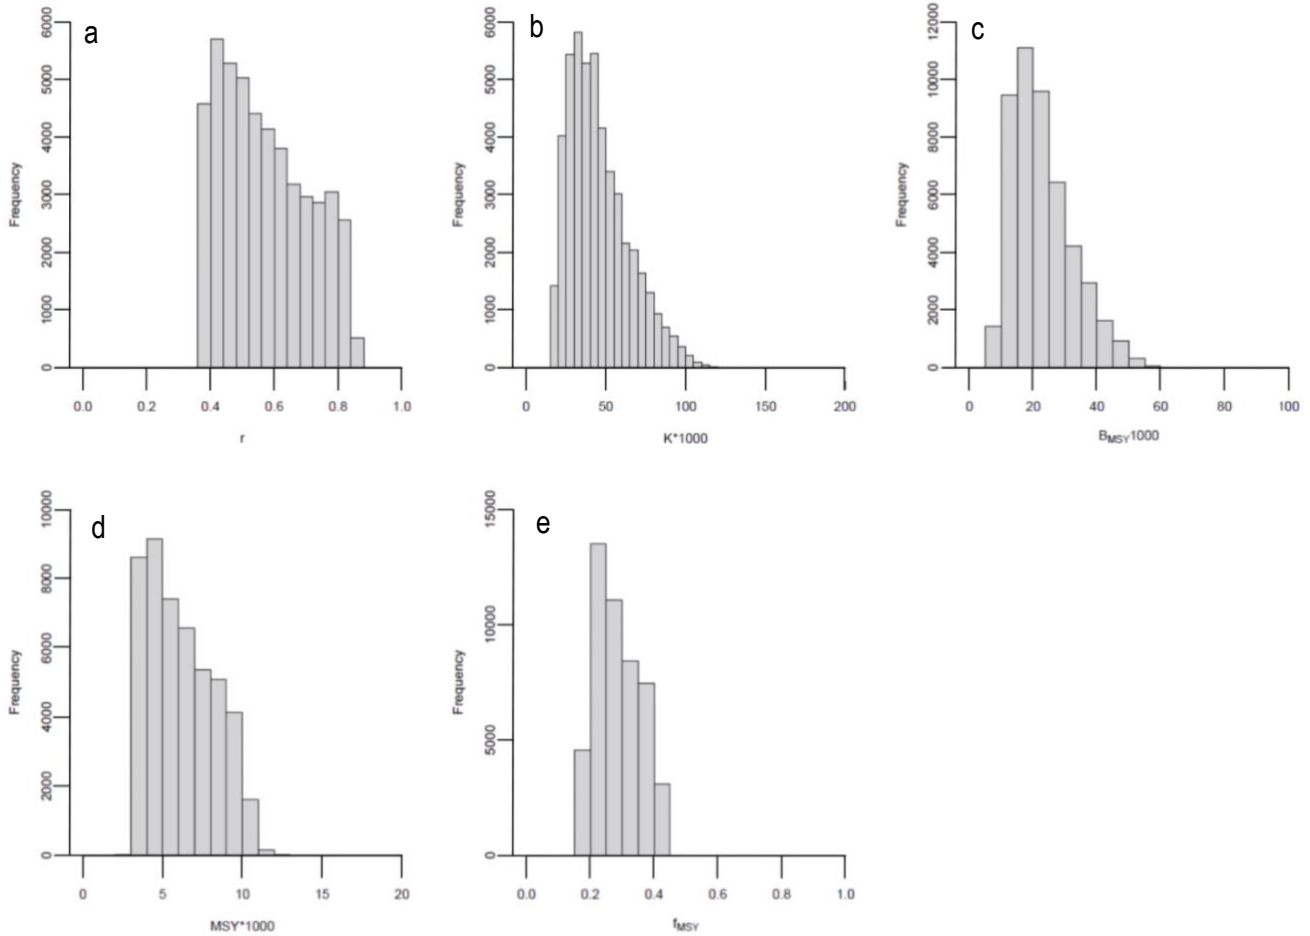 a
6000
5000
4000
3000
2000
1000
0
Frequency
0.0 0.2 0.4 0.6 0.8 1.0
r
b
6000
5000
4000
3000
2000
1000
0
Frequency
0 50 100 150 200
K*1000
c
12000
10000
8000
6000
4000
2000
0
Frequency
0 20 40 60 80 100
BMSY1000
d
10000
8000
6000
4000
2000
0
Frequency
0 5 10 15 20
MSY*1000
e
15000
10000
5000
0
Frequency
0.0 0.2 0.4 0.6 0.8 1.0
fMSY